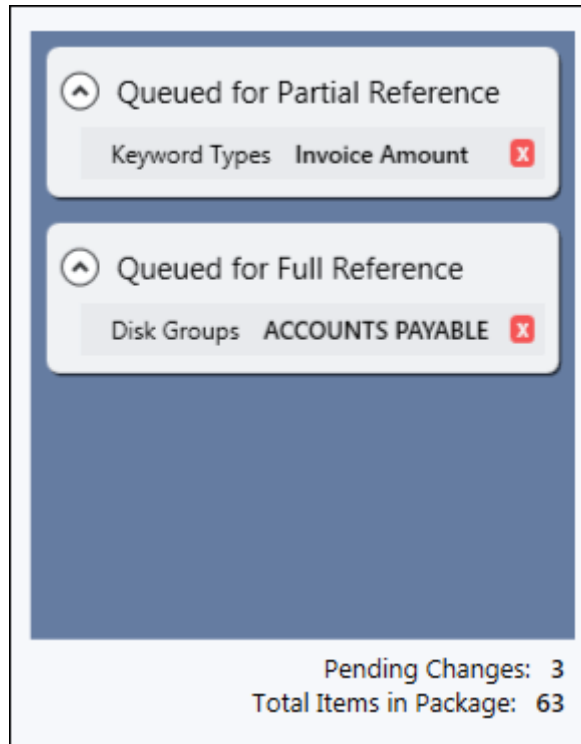 Queued for Partial Reference
Keyword Types Invoice Amount X
Queued for Full Reference
Disk Groups ACCOUNTS PAYABLE X
Pending Changes: 3
Total Items in Package: 63